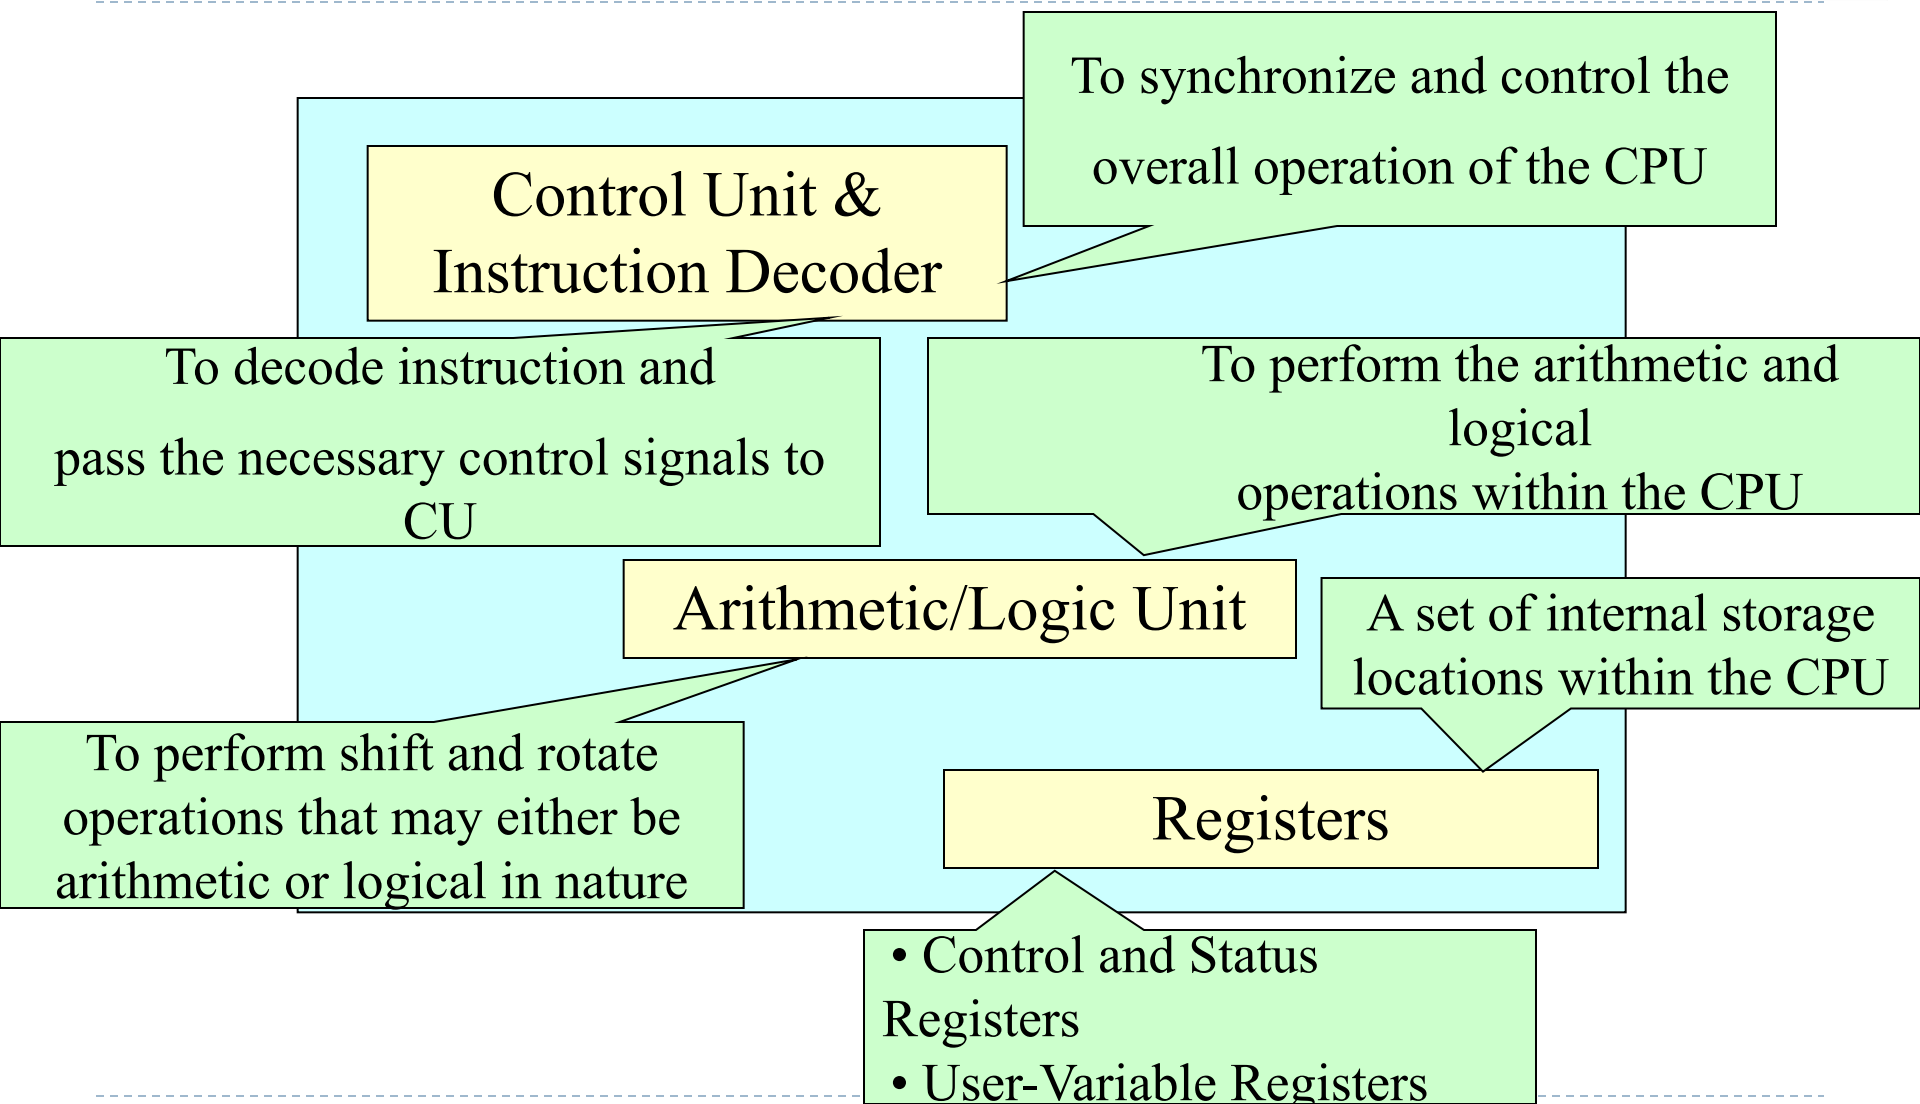 To synchronize and control the
overall operation of the CPU
Control Unit &
Instruction Decoder
To decode instruction and
pass the necessary control signals to
CU
To perform the arithmetic and
logical
operations within the CPU
Arithmetic/Logic Unit
A set of internal storage
locations within the CPU
To perform shift and rotate
operations that may either be
arithmetic or logical in nature
Registers
• Control and Status
Registers
• User-Variable Registers